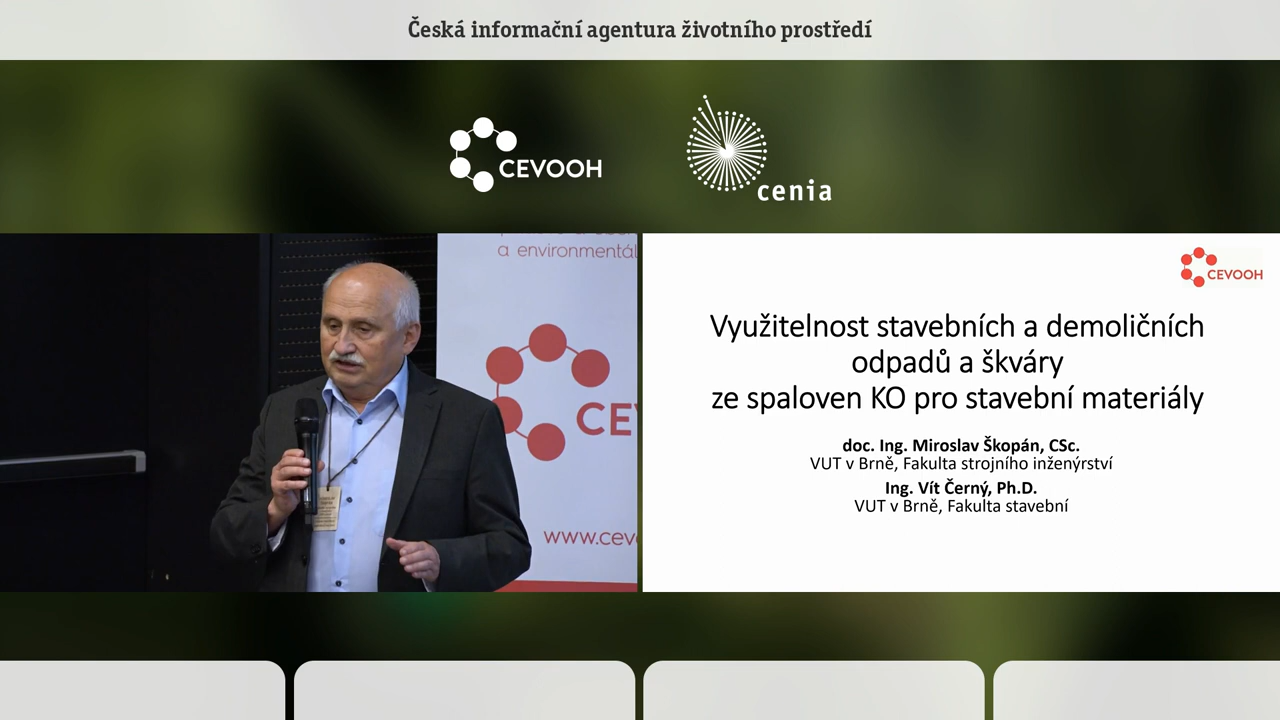 Česká informační agentura životního prostředí
CEVOOH
cenia
a environmentál
CE
www.cev
CEVOOH
Využitelnost stavebních a demoličních
odpadů a škváry
ze spaloven KO pro stavební materiály
doc. Ing. Miroslav Škopán, CSc.
VUT v Brně, Fakulta strojního inženýrství
Ing. Vít Černý, Ph.D.
VUT v Brně, Fakulta stavební